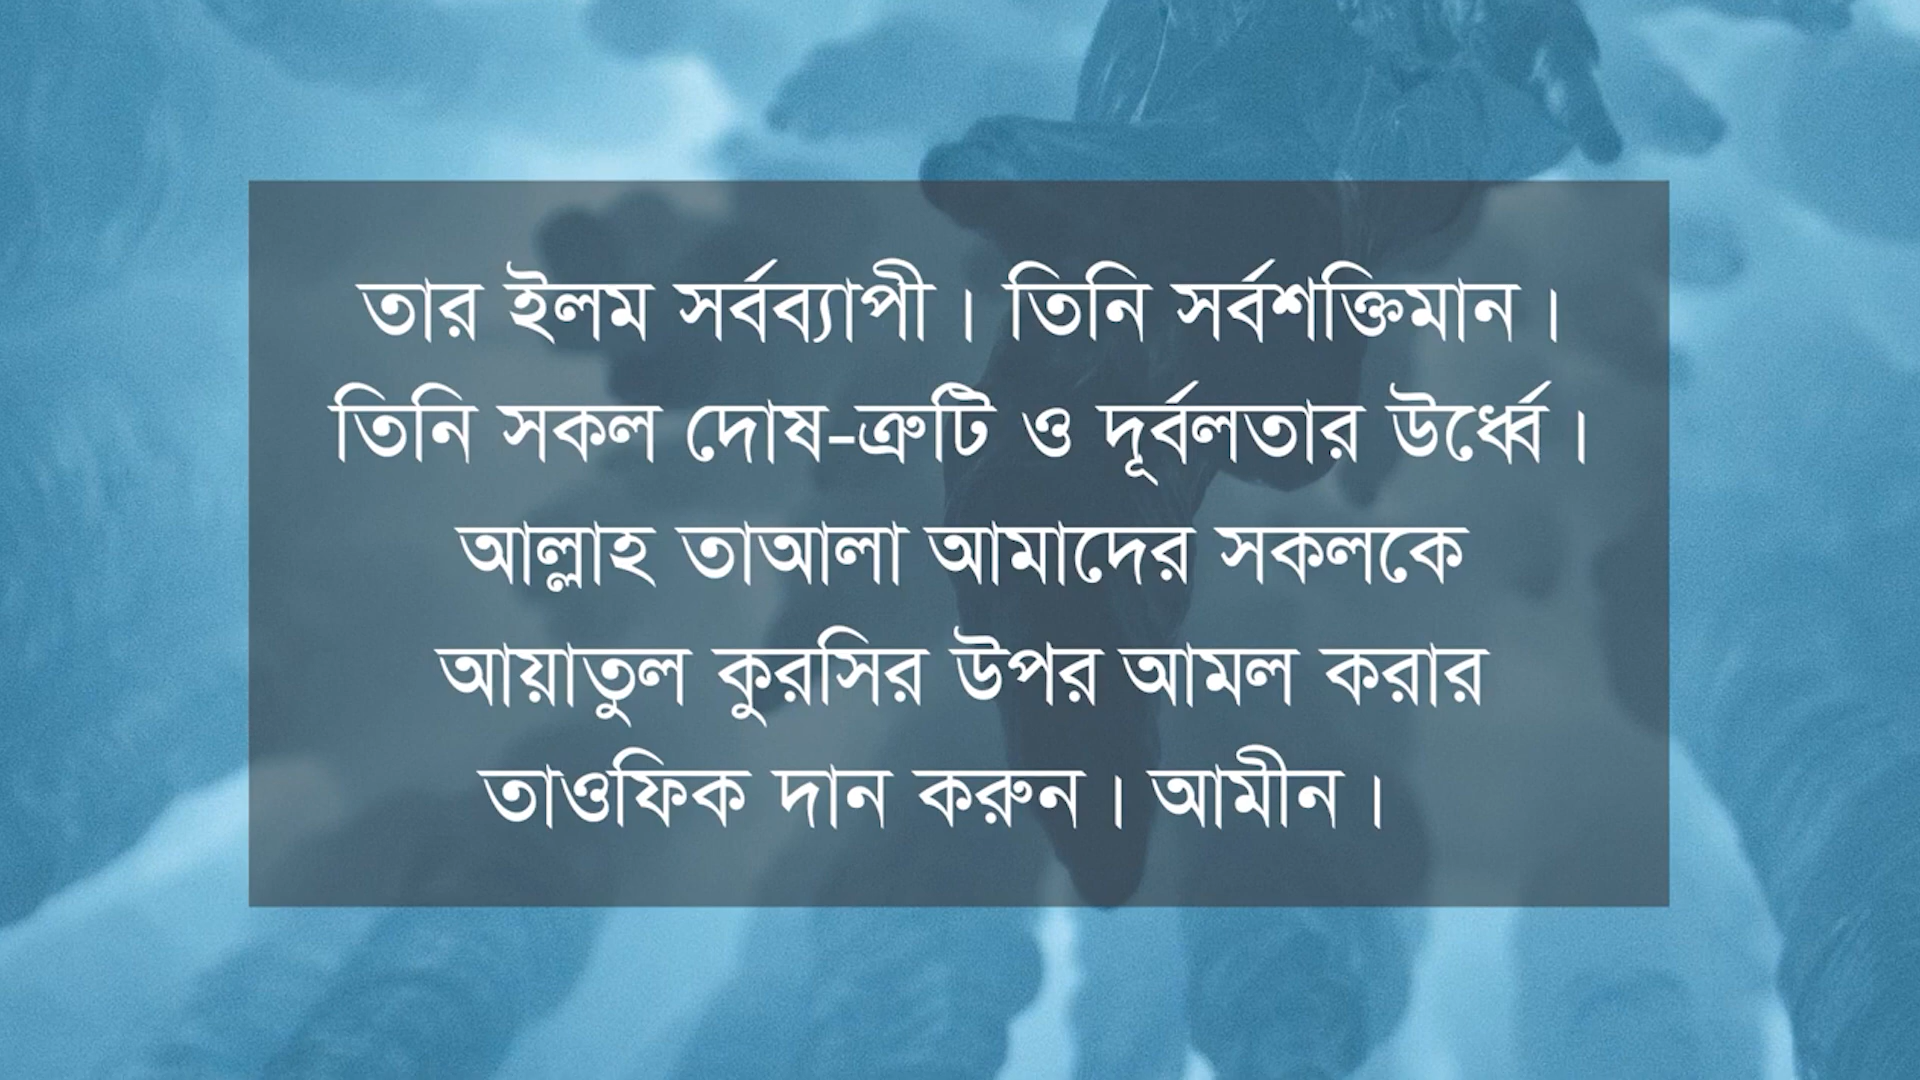 তার ইলম সর্বব্যাপী। তিনি সর্বশক্তিমান।
তিনি সকল দোষ-ত্রুটি ও দূর্বলতার উর্ধ্বে।
আল্লাহ তাআলা আমাদের সকলকে
আয়াতুল কুরসির উপর আমল করার
তাওফিক দান করুন। আমীন।